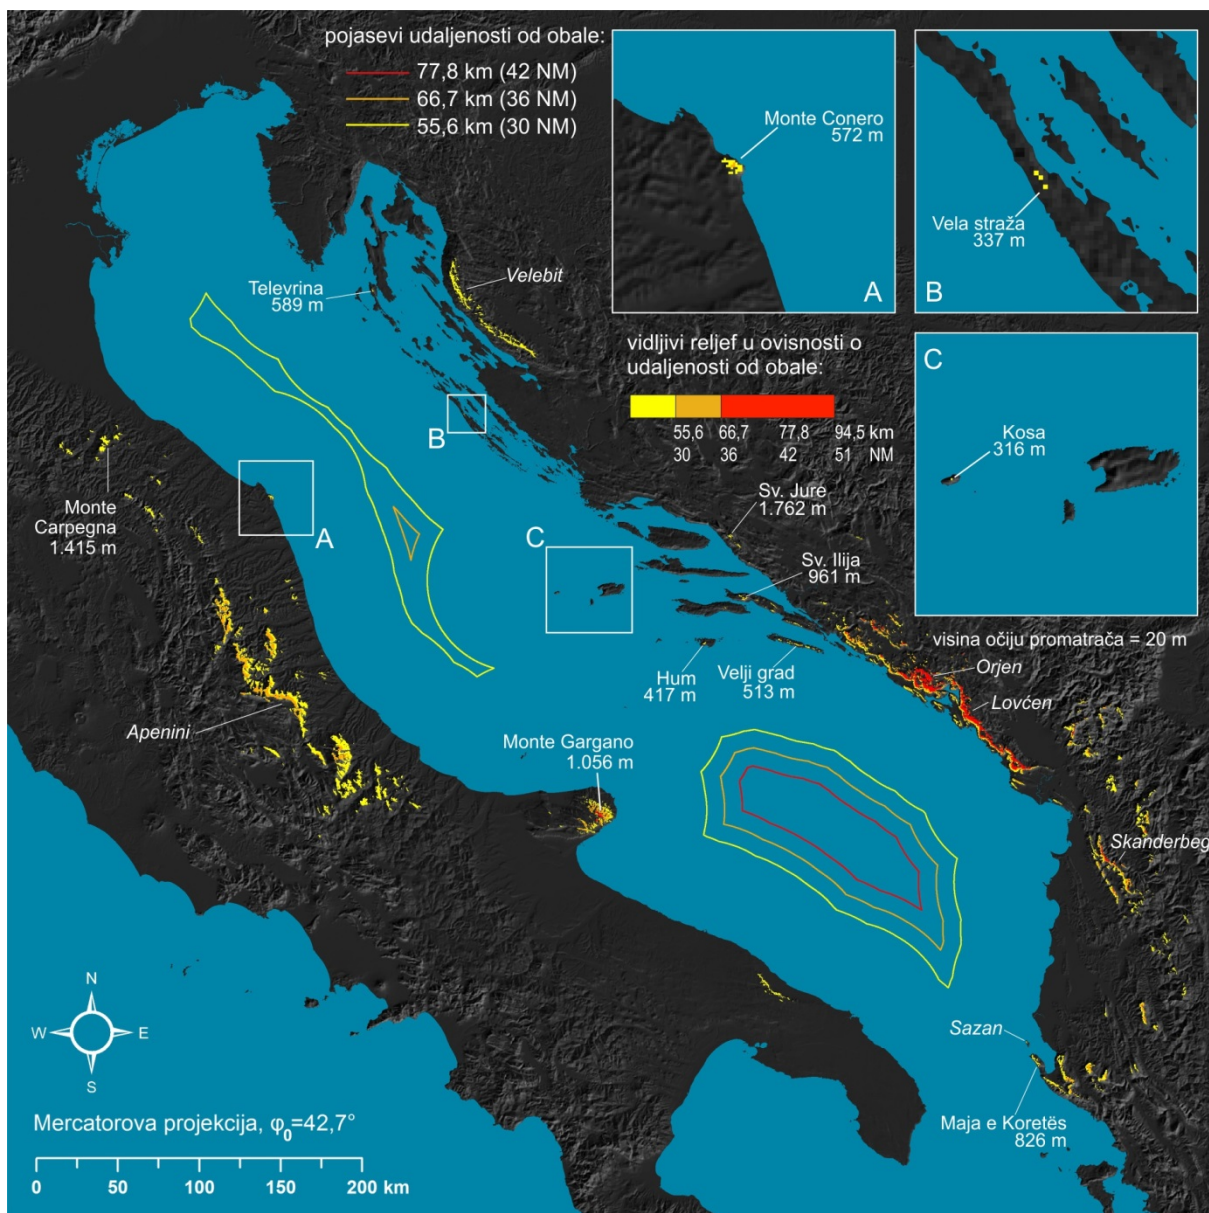 pojasevi udaljenosti od obale:
77,8 km (42 NM)
66,7 km (36 NM)
55,6 km (30 NM)
Monte Conero
572 m
A
Vela straža
337 m
B
Televrina
589 m
Velebit
vidljivi reljef u ovisnosti o
udaljenosti od obale:
55,6 66,7 77,8 94,5 km
30 36 42 51 NM
C
Kosa
316 m
B
Monte
Carpegna
1.415 m
A
C
Sv. Jure
1.762 m
Sv. Ilija
961 m
visina očiju promatrača = 20 m
Hum
417 m
Velji grad
513 m
Orjen
Lovćen
Apenini
Monte Gargano
1.056 m
Skanderbeg
N
W E
S
Sazan
Maja e Koretës
826 m
Mercatorova projekcija, φ0=42,7°
0 50 100 150 200 km